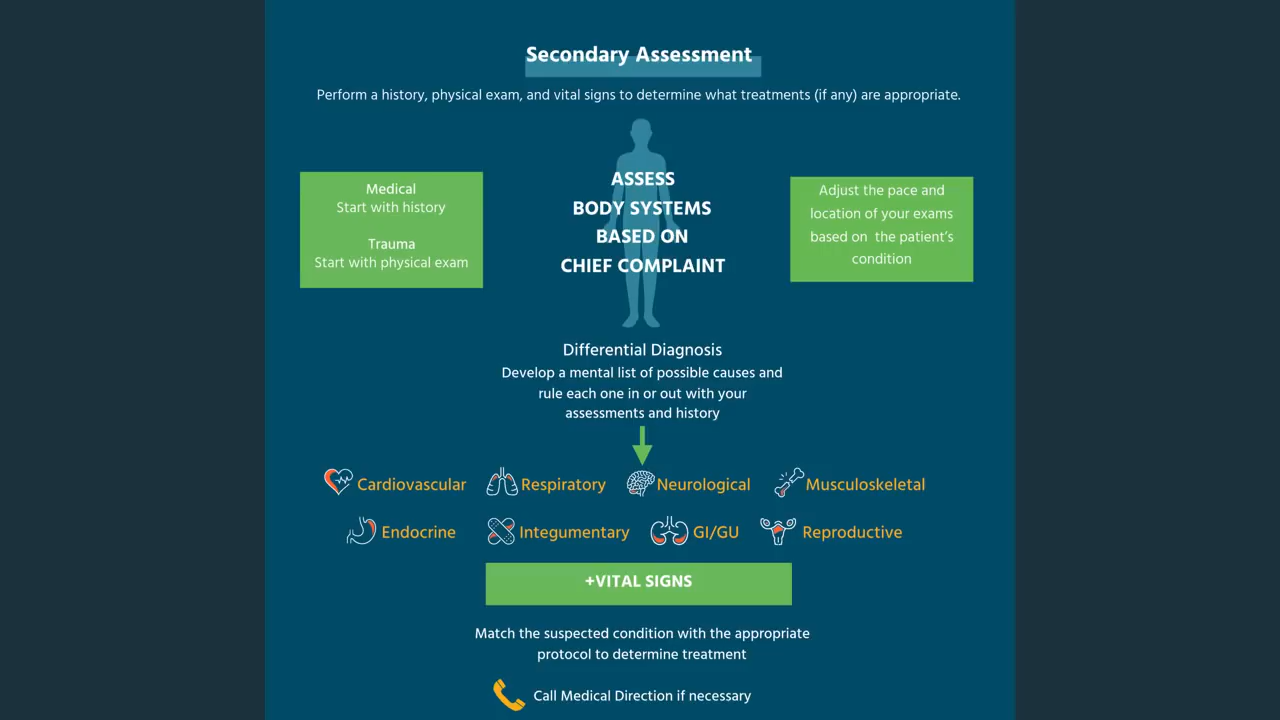 Secondary Assessment
Perform a history, physical exam, and vital signs to determine what treatments (if any) are appropriate.
Medical
Start with history
Trauma
Start with physical exam
ASSESS
BODY SYSTEMS
BASED ON
CHIEF COMPLAINT
Adjust the pace and
location of your exams
based on the patient's
condition
Differential Diagnosis
Develop a mental list of possible causes and
rule each one in or out with your
assessments and history
Cardiovascular Respiratory Neurological Musculoskeletal
Endocrine Integumentary GI/GU Reproductive
+VITAL SIGNS
Match the suspected condition with the appropriate
protocol to determine treatment
Call Medical Direction if necessary